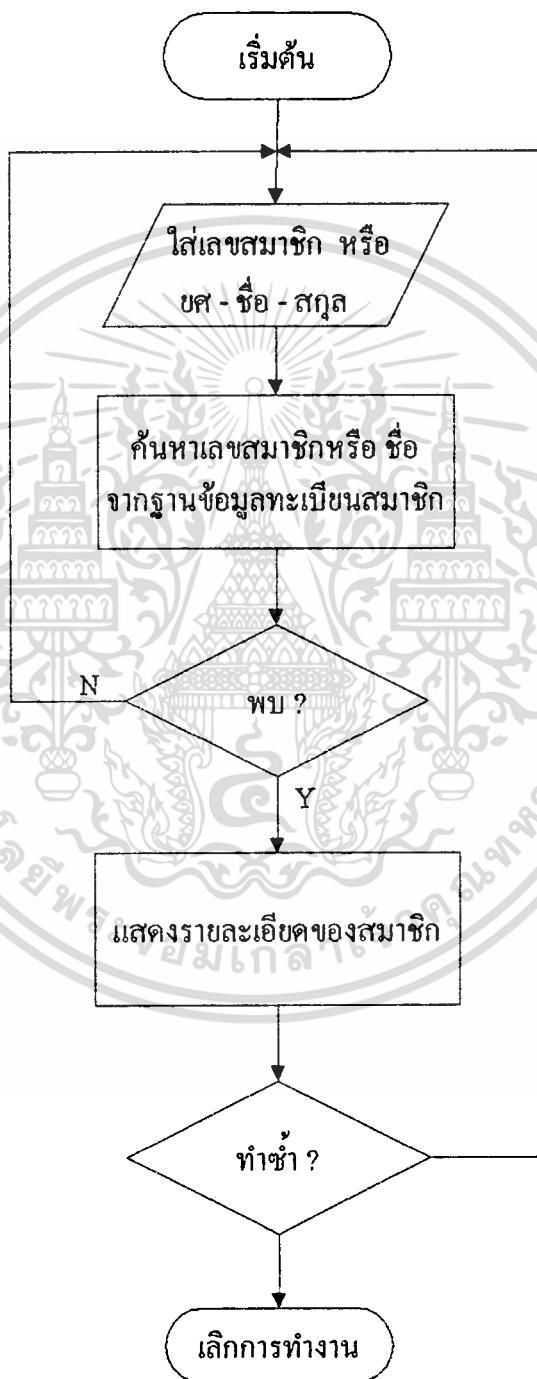 เริ่มต้น
ใส่เลขสมาชิก หรือ
ยศ - ชื่อ - สกุล
ค้นหาเลขสมาชิกหรือ ชื่อ
จากฐานข้อมูลทะเบียนสมาชิก
N
พบ ?
Y
แสดงรายละเอียดของสมาชิก
ทำซ้ำ ?
เลิกการทำงาน